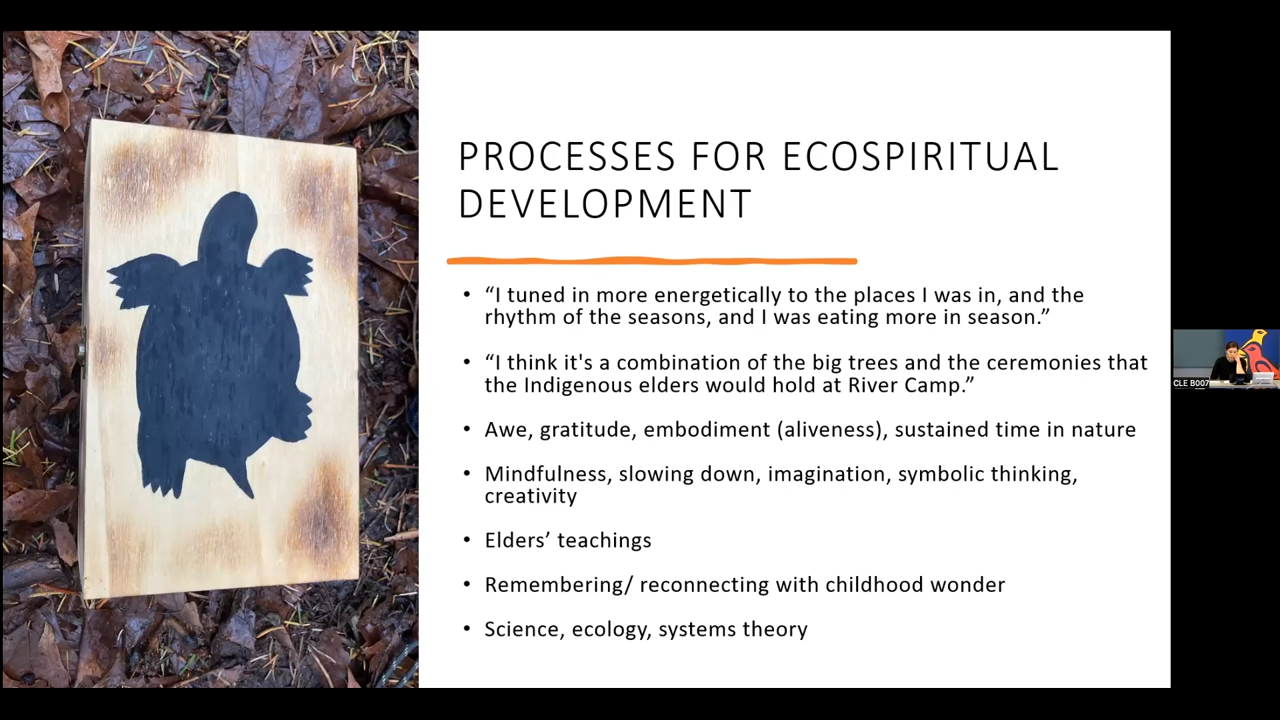 PROCESSES FOR ECOSPIRITUAL
DEVELOPMENT
• “I tuned in more energetically to the places I was in, and the
rhythm of the seasons, and I was eating more in season.”
• “I think it's a combination of the big trees and the ceremonies that
the Indigenous elders would hold at River Camp.”
• Awe, gratitude, embodiment (aliveness), sustained time in nature
• Mindfulness, slowing down, imagination, symbolic thinking,
creativity
• Elders’ teachings
• Remembering/ reconnecting with childhood wonder
• Science, ecology, systems theory
CLE B007